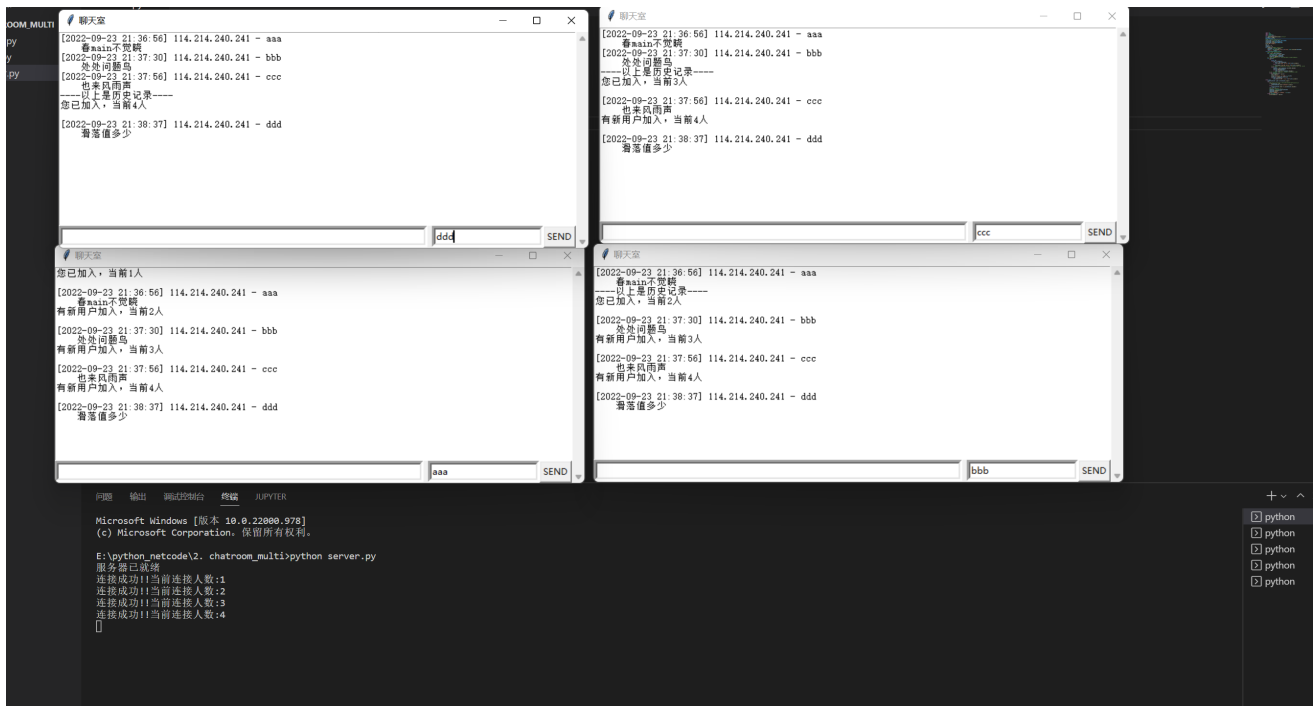 OOM_MULTI
py
y
.py
聊天室
[2022-09-23 21:36:56] 114.214.240.241 - aaa
春main不觉晓
[2022-09-23 21:37:30] 114.214.240.241 - bbb
处处问题鸟
[2022-09-23 21:37:56] 114.214.240.241 - ccc
也来风雨声
----以上是历史记录----
您已加入，当前4人
[2022-09-23 21:38:37] 114.214.240.241 - ddd
滑落值多少
ddd
SEND
聊天室
[2022-09-23 21:36:56] 114.214.240.241 - aaa
春main不觉晓
[2022-09-23 21:37:30] 114.214.240.241 - bbb
处处问题鸟
----以上是历史记录----
您已加入，当前3人
[2022-09-23 21:37:56] 114.214.240.241 - ccc
也来风雨声
有新用户加入，当前4人
[2022-09-23 21:38:37] 114.214.240.241 - ddd
滑落值多少
ccc
SEND
聊天室
您已加入，当前1人
[2022-09-23 21:36:56] 114.214.240.241 - aaa
春main不觉晓
有新用户加入，当前2人
[2022-09-23 21:37:30] 114.214.240.241 - bbb
处处问题鸟
有新用户加入，当前3人
[2022-09-23 21:37:56] 114.214.240.241 - ccc
也来风雨声
有新用户加入，当前4人
[2022-09-23 21:38:37] 114.214.240.241 - ddd
滑落值多少
aaa
SEND
聊天室
[2022-09-23 21:36:56] 114.214.240.241 - aaa
春main不觉晓
----以上是历史记录----
您已加入，当前2人
[2022-09-23 21:37:30] 114.214.240.241 - bbb
处处问题鸟
有新用户加入，当前3人
[2022-09-23 21:37:56] 114.214.240.241 - ccc
也来风雨声
有新用户加入，当前4人
[2022-09-23 21:38:37] 114.214.240.241 - ddd
滑落值多少
bbb
SEND
问题 输出 调试控制台 终端 JUPYTER
Microsoft Windows [版本 10.0.22000.978]
(c) Microsoft Corporation。保留所有权利。
E:\python_netcode\2. chatroom_multi>python server.py
服务器已就绪
连接成功!!当前连接人数:1
连接成功!!当前连接人数:2
连接成功!!当前连接人数:3
连接成功!!当前连接人数:4
python
python
python
python
python